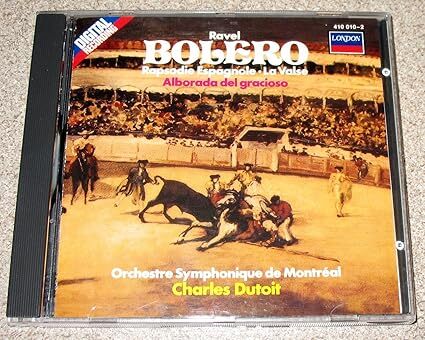 DIGITAL
RECORDING
410 010-2
LONDON
Ravel
BOLERO
Rapsodie Espagnole · La Valse
Alborada del gracioso
Orchestre Symphonique de Montréal
Charles Dutoit